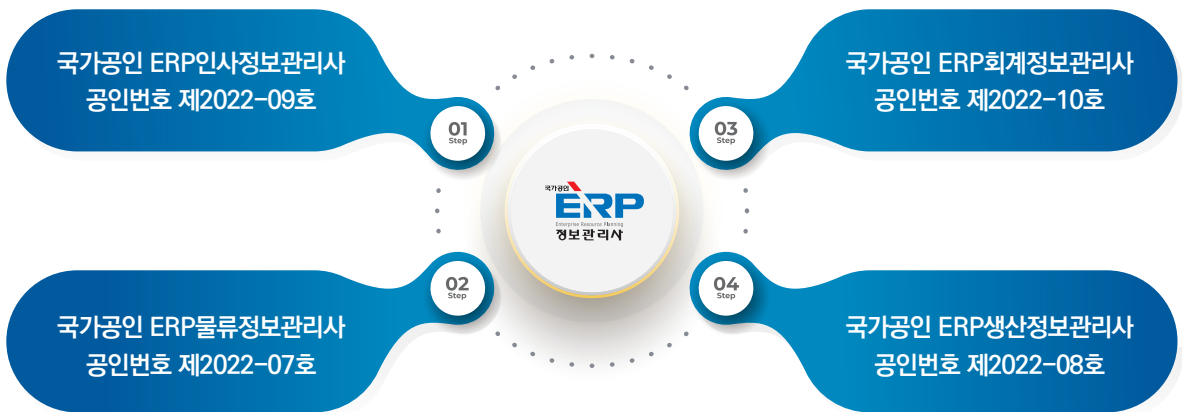 국가공인 ERP인사정보관리사
공인번호 제2022-09호
01
Step
국가공인 ERP물류정보관리사
공인번호 제2022-07호
02
Step
국가공인
ERP
Enterprise Resource Planning
정보관리사
국가공인 ERP회계정보관리사
공인번호 제2022-10호
03
Step
국가공인 ERP생산정보관리사
공인번호 제2022-08호
04
Step